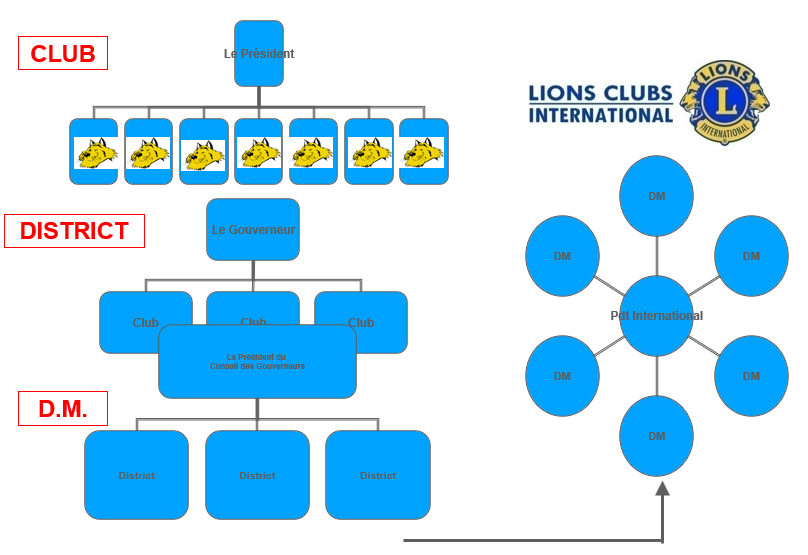 CLUB
Le Président
LIONS CLUBS
INTERNATIONAL
LIONS
L
INTERNATIONAL
DISTRICT
Le Gouverneur
Club
Club
Club
Le Président du
Conseil des Gouverneurs
D.M.
District
District
District
DM
DM
DM
Pdt International
DM
DM
DM